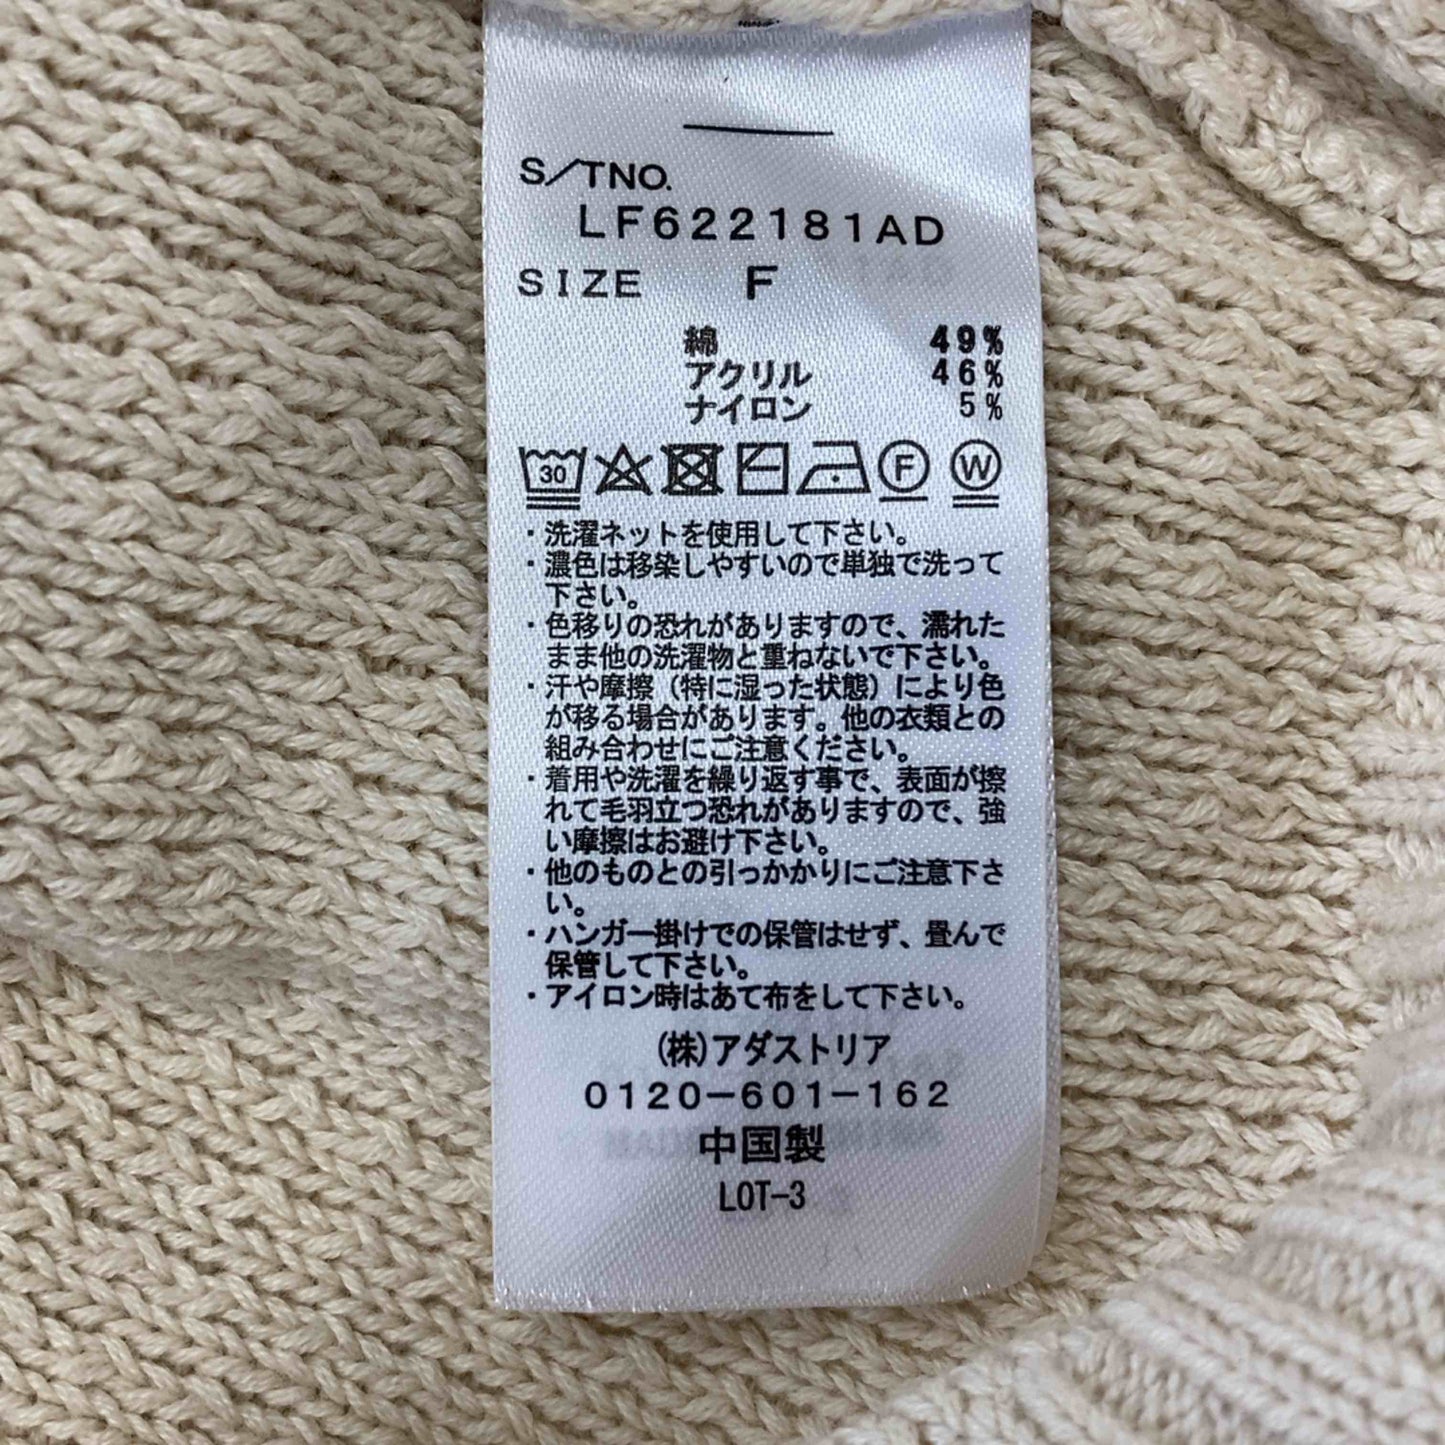 S/TNO.
LF622181AD
SIZE F
綿 49%
アクリル 46%
ナイロン 5%
30 F W
・洗濯ネットを使用して下さい。
・濃色は移染しやすいので単独で洗って
下さい。
・色移りの恐れがありますので、濡れた
まま他の洗濯物と重ねないで下さい。
・汗や摩擦(特に湿った状態)により色
が移る場合があります。他の衣類との
組み合わせにご注意ください。
・着用や洗濯を繰り返す事で、表面が擦
れて毛羽立つ恐れがありますので、強
い摩擦はお避け下さい。
・他のものとの引っかかりにご注意下さ
い。
・ハンガー掛けでの保管はせず、畳んで
保管して下さい。
・アイロン時はあて布をして下さい。
(株)アダストリア
0120-601-162
中国製
LOT-3